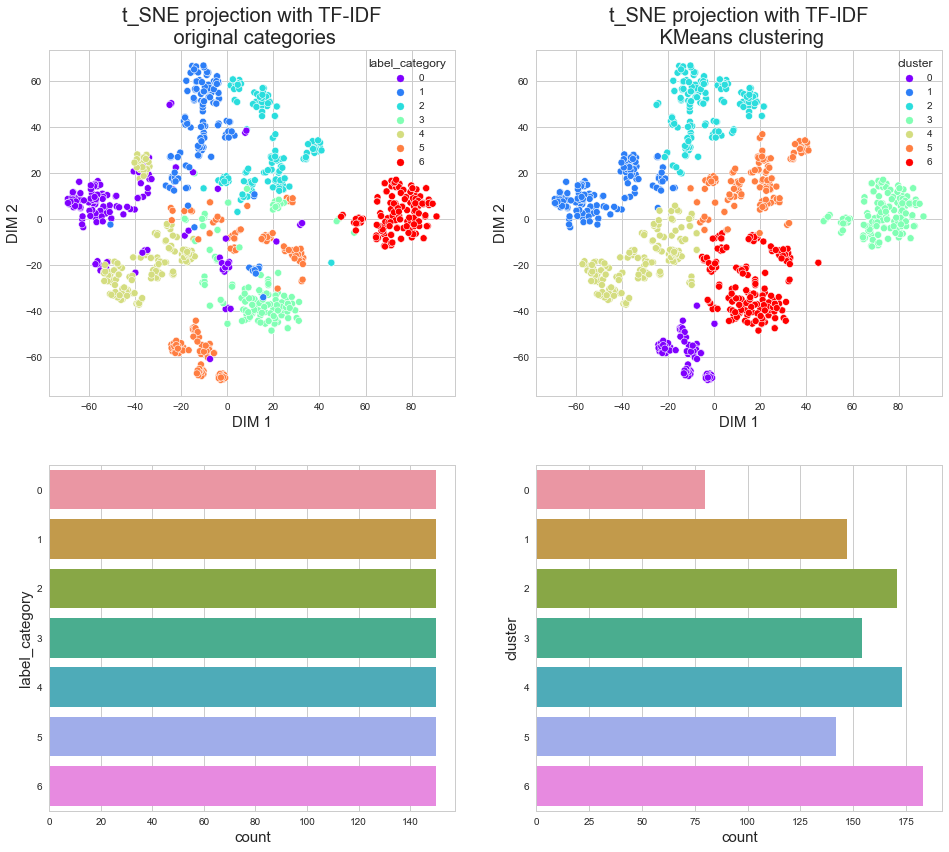 t_SNE projection with TF-IDF
original categories
label_category
0
1
2
3
4
5
6
60
40
20
0
−20
−40
−60
DIM 2
−60 −40 −20 0 20 40 60 80
DIM 1
t_SNE projection with TF-IDF
KMeans clustering
cluster
0
1
2
3
4
5
6
60
40
20
0
−20
−40
−60
DIM 2
−60 −40 −20 0 20 40 60 80
DIM 1
0
1
2
3
4
5
6
label_category
0 20 40 60 80 100 120 140
count
0
1
2
3
4
5
6
cluster
0 25 50 75 100 125 150 175
count